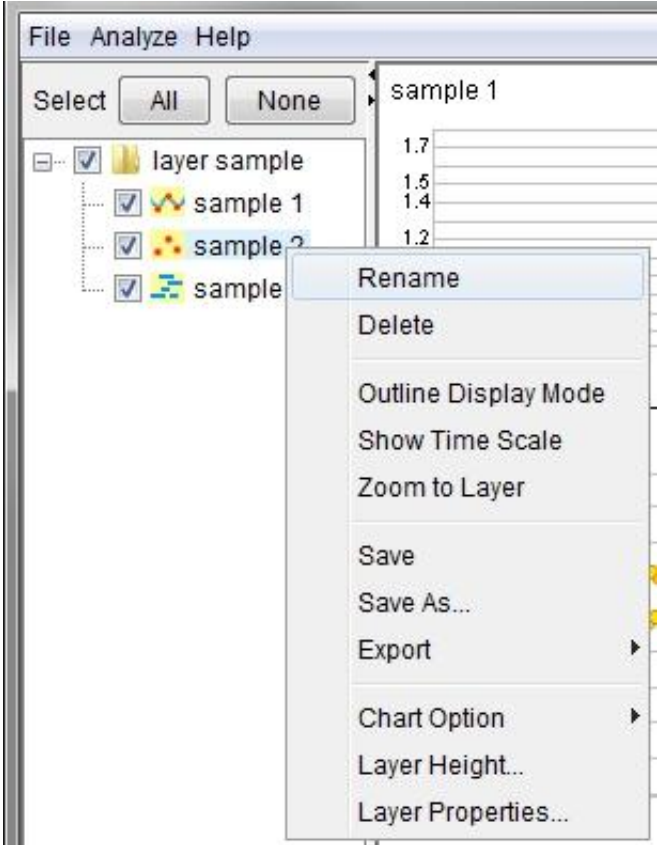 File Analyze Help
Select All None
sample 1
layer sample
sample 1
sample 2
sample
1.7
1.5
1.4
1.2
Rename
Delete
Outline Display Mode
Show Time Scale
Zoom to Layer
Save
Save As...
Export
Chart Option
Layer Height...
Layer Properties...